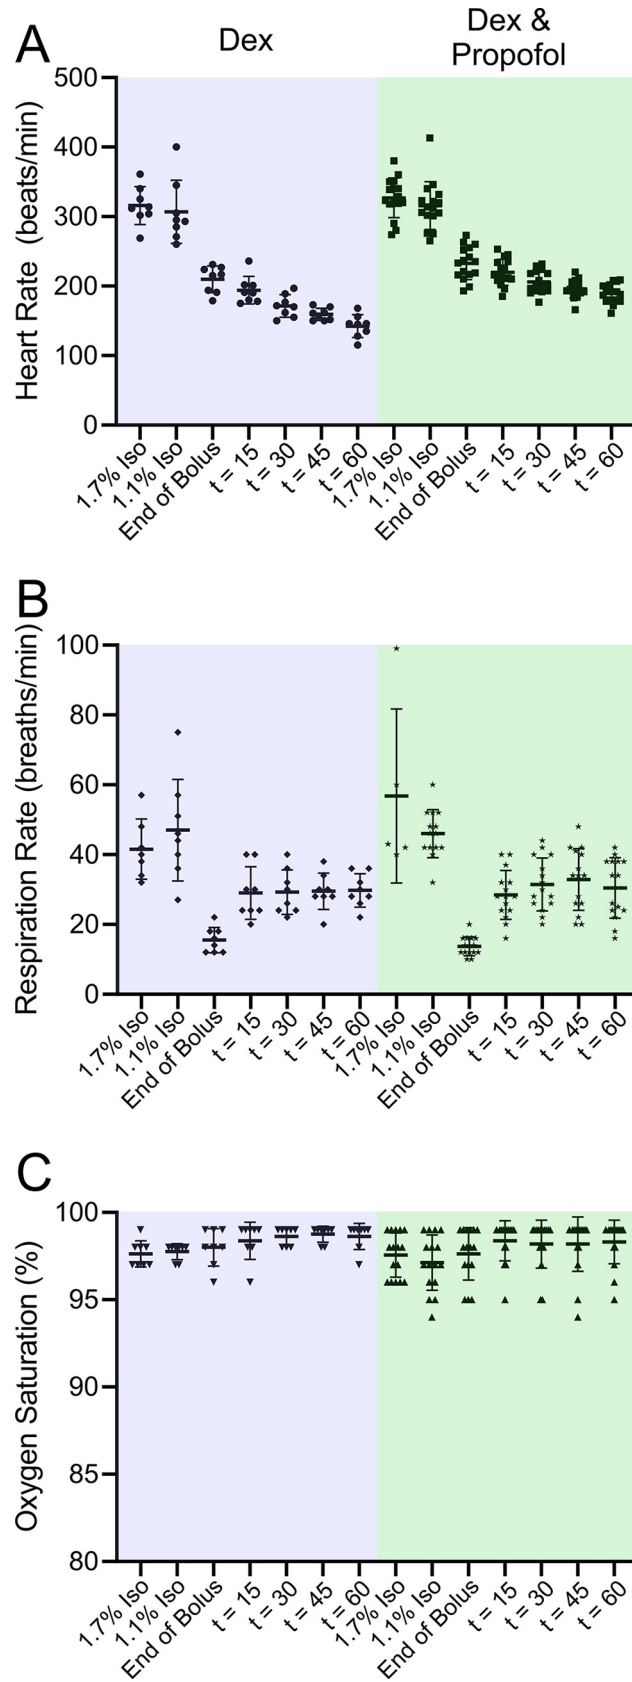 A
Dex
Dex &
Propofol
Heart Rate (beats/min)
500
400
300
200
100
0
1.7% Iso
1.1% Iso
End of Bolus
t = 15
t = 30
t = 45
t = 60
1.7% Iso
1.1% Iso
End of Bolus
t = 15
t = 30
t = 45
t = 60
B
Respiration Rate (breaths/min)
100
80
60
40
20
0
1.7% Iso
1.1% Iso
End of Bolus
t = 15
t = 30
t = 45
t = 60
1.7% Iso
1.1% Iso
End of Bolus
t = 15
t = 30
t = 45
t = 60
C
Oxygen Saturation (%)
100
95
90
85
80
1.7% Iso
1.1% Iso
End of Bolus
t = 15
t = 30
t = 45
t = 60
1.7% Iso
1.1% Iso
End of Bolus
t = 15
t = 30
t = 45
t = 60